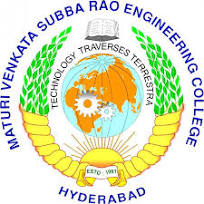 MATURI VENKATA SUBBA RAO ENGINEERING COLLEGE
TECHNOLOGY TRAVERSES TERRESTRA
ESTD 1981
HYDERABAD